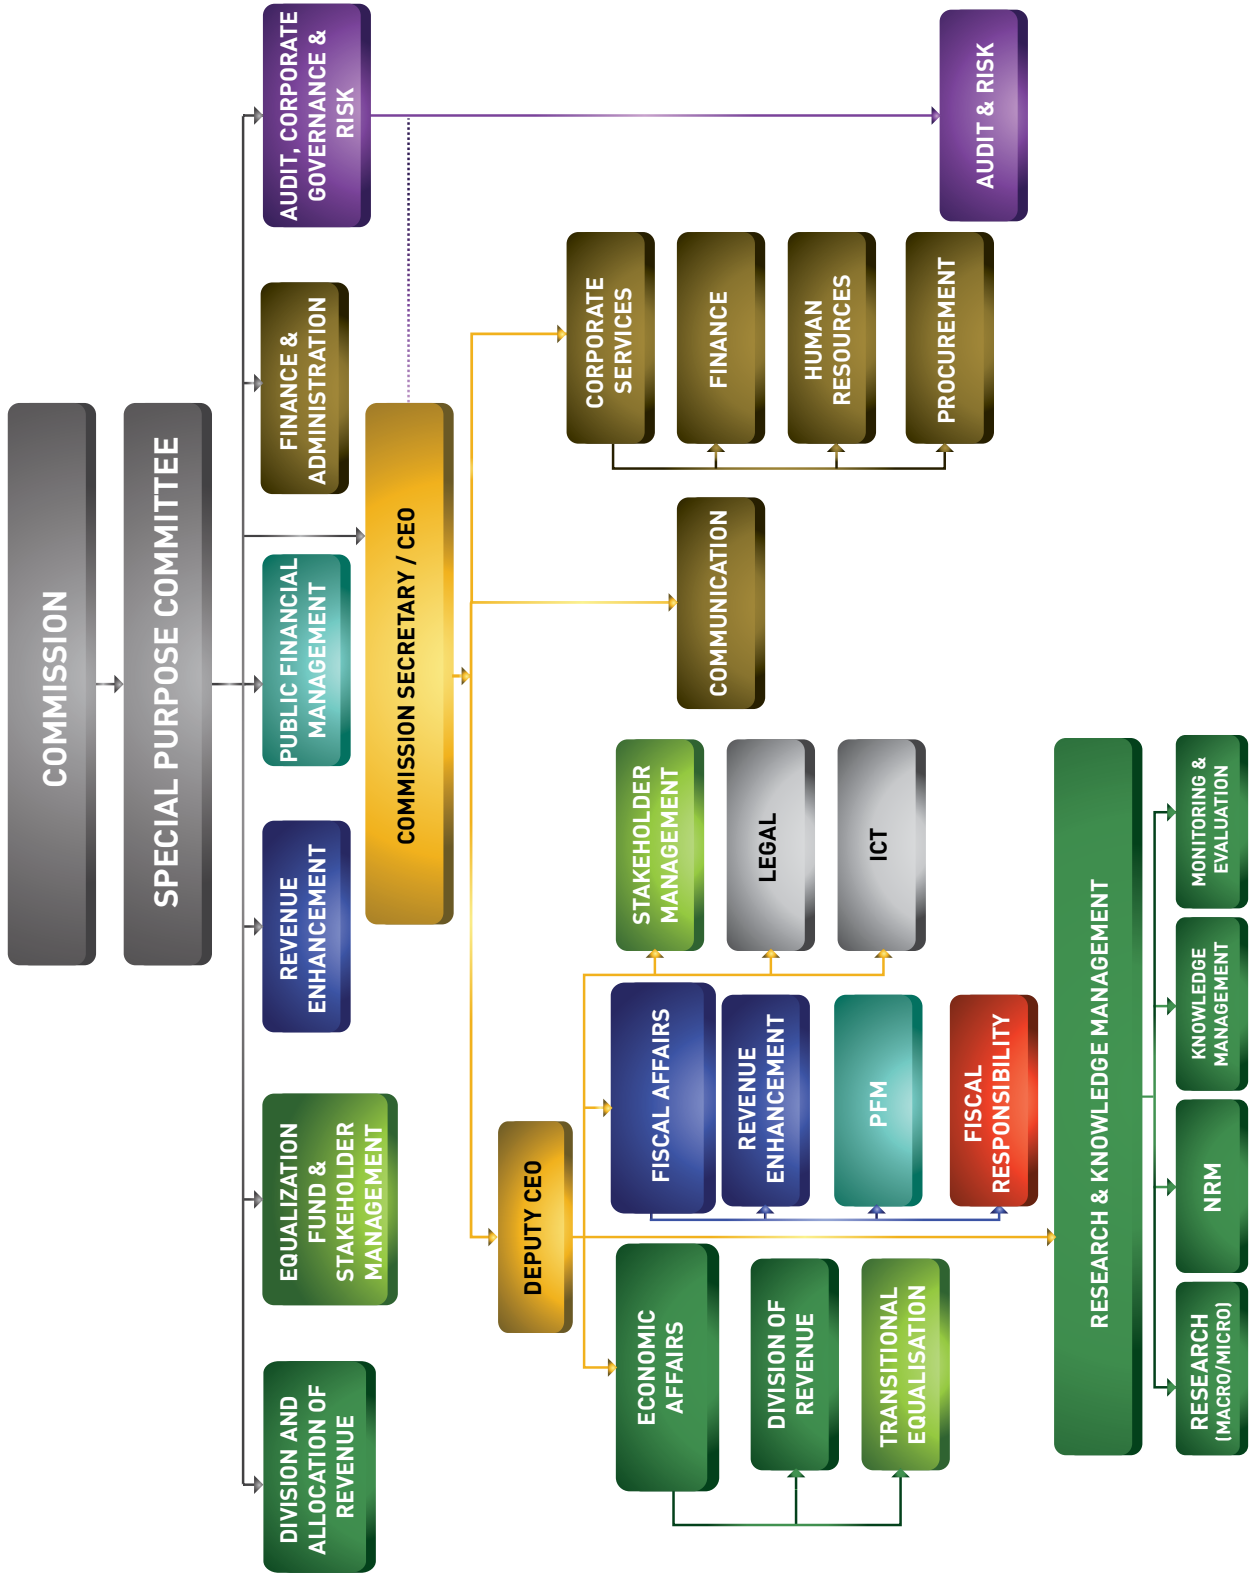 COMMISSION
SPECIAL PURPOSE COMMITTEE
DIVISION AND
ALLOCATION OF
REVENUE
EQUALIZATION
FUND &
STAKEHOLDER
MANAGEMENT
REVENUE
ENHANCEMENT
PUBLIC FINANCIAL
MANAGEMENT
FINANCE &
ADMINISTRATION
AUDIT, CORPORATE
GOVERNANCE &
RISK
COMMISSION SECRETARY / CEO
DEPUTY CEO
ECONOMIC
AFFAIRS
DIVISION OF
REVENUE
TRANSITIONAL
EQUALISATION
FISCAL AFFAIRS
REVENUE
ENHANCEMENT
PFM
FISCAL
RESPONSIBILITY
STAKEHOLDER
MANAGEMENT
LEGAL
ICT
COMMUNICATION
CORPORATE
SERVICES
FINANCE
HUMAN
RESOURCES
PROCUREMENT
AUDIT & RISK
RESEARCH & KNOWLEDGE MANAGEMENT
RESEARCH
(MACRO/MICRO)
NRM
KNOWLEDGE
MANAGEMENT
MONITORING &
EVALUATION